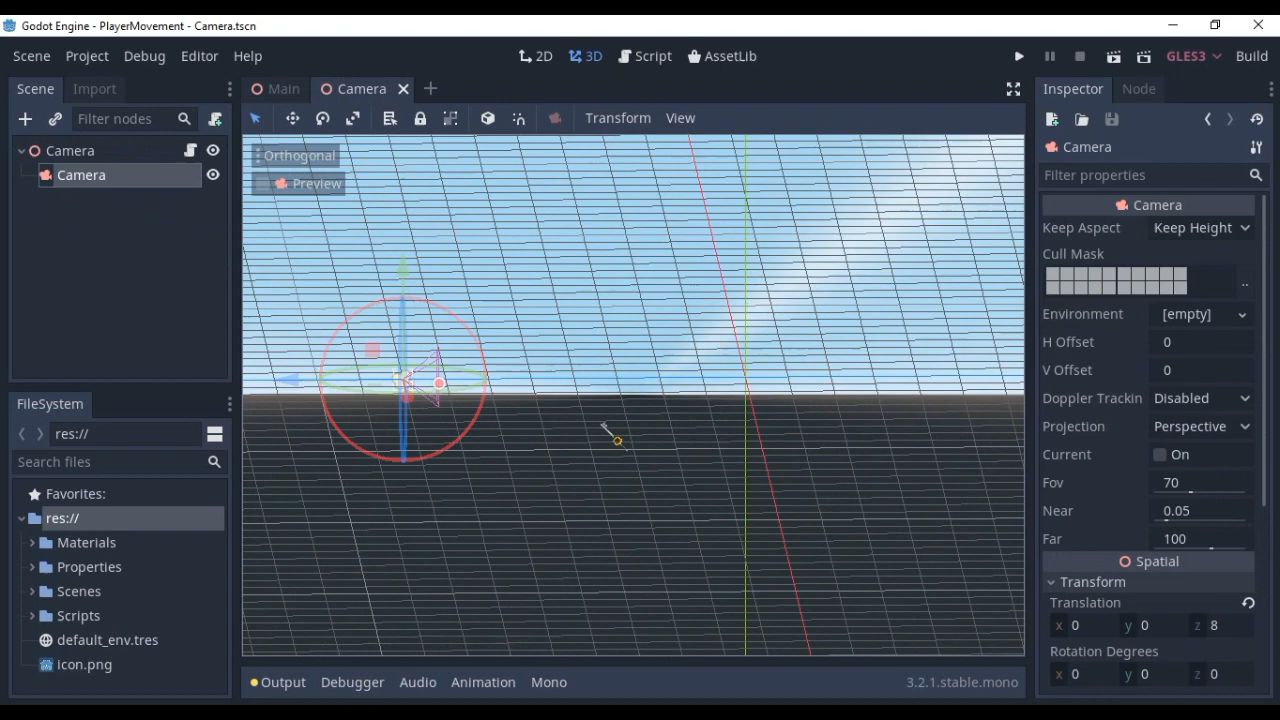 Godot Engine - PlayerMovement - Camera.tscn
Scene Project Debug Editor Help 2D 3D Script AssetLib GLES3 Build
Scene Import Main Camera Inspector Node
Filter nodes Transform View
Camera Camera
Camera
Orthogonal
Preview
Filter properties
Camera
Keep Aspect Keep Height
Cull Mask
..
Environment [empty]
H Offset 0
V Offset 0
Doppler Trackin Disabled
Projection Perspective
Current On
Fov 70
Near 0.05
Far 100
Spatial
Transform
Translation
x 0 y 0 z 8
Rotation Degrees
x 0 y 0 z 0
FileSystem
res://
Search files
Favorites:
res://
Materials
Properties
Scenes
Scripts
default_env.tres
icon.png
Output Debugger Audio Animation Mono 3.2.1.stable.mono